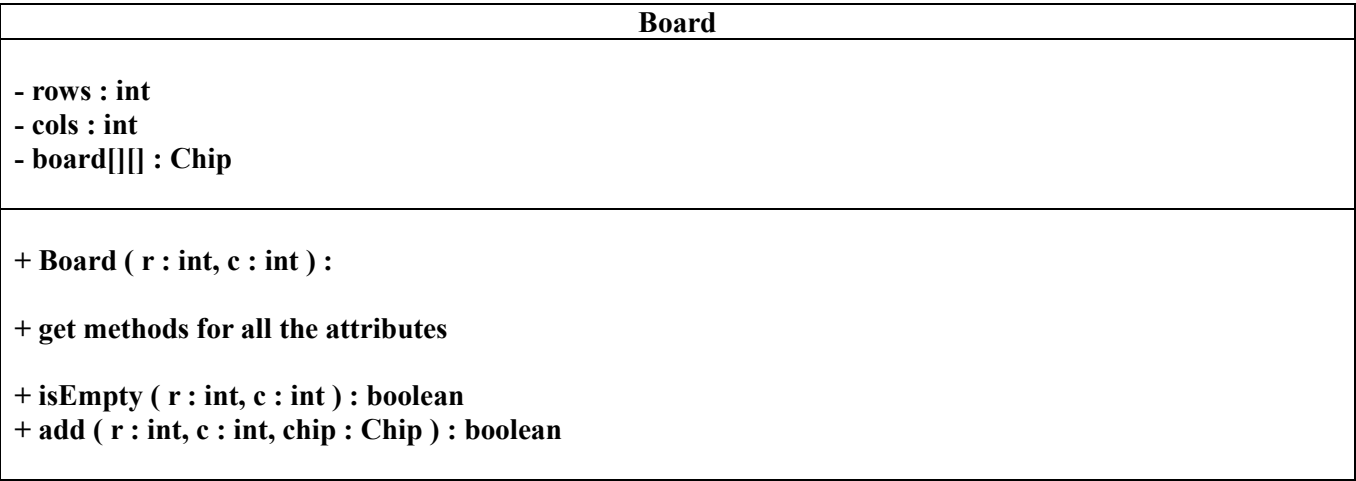 Board
- rows : int
- cols : int
- board[][] : Chip
+ Board ( r : int, c : int ) :
+ get methods for all the attributes
+ isEmpty ( r : int, c : int ) : boolean
+ add ( r : int, c : int, chip : Chip ) : boolean